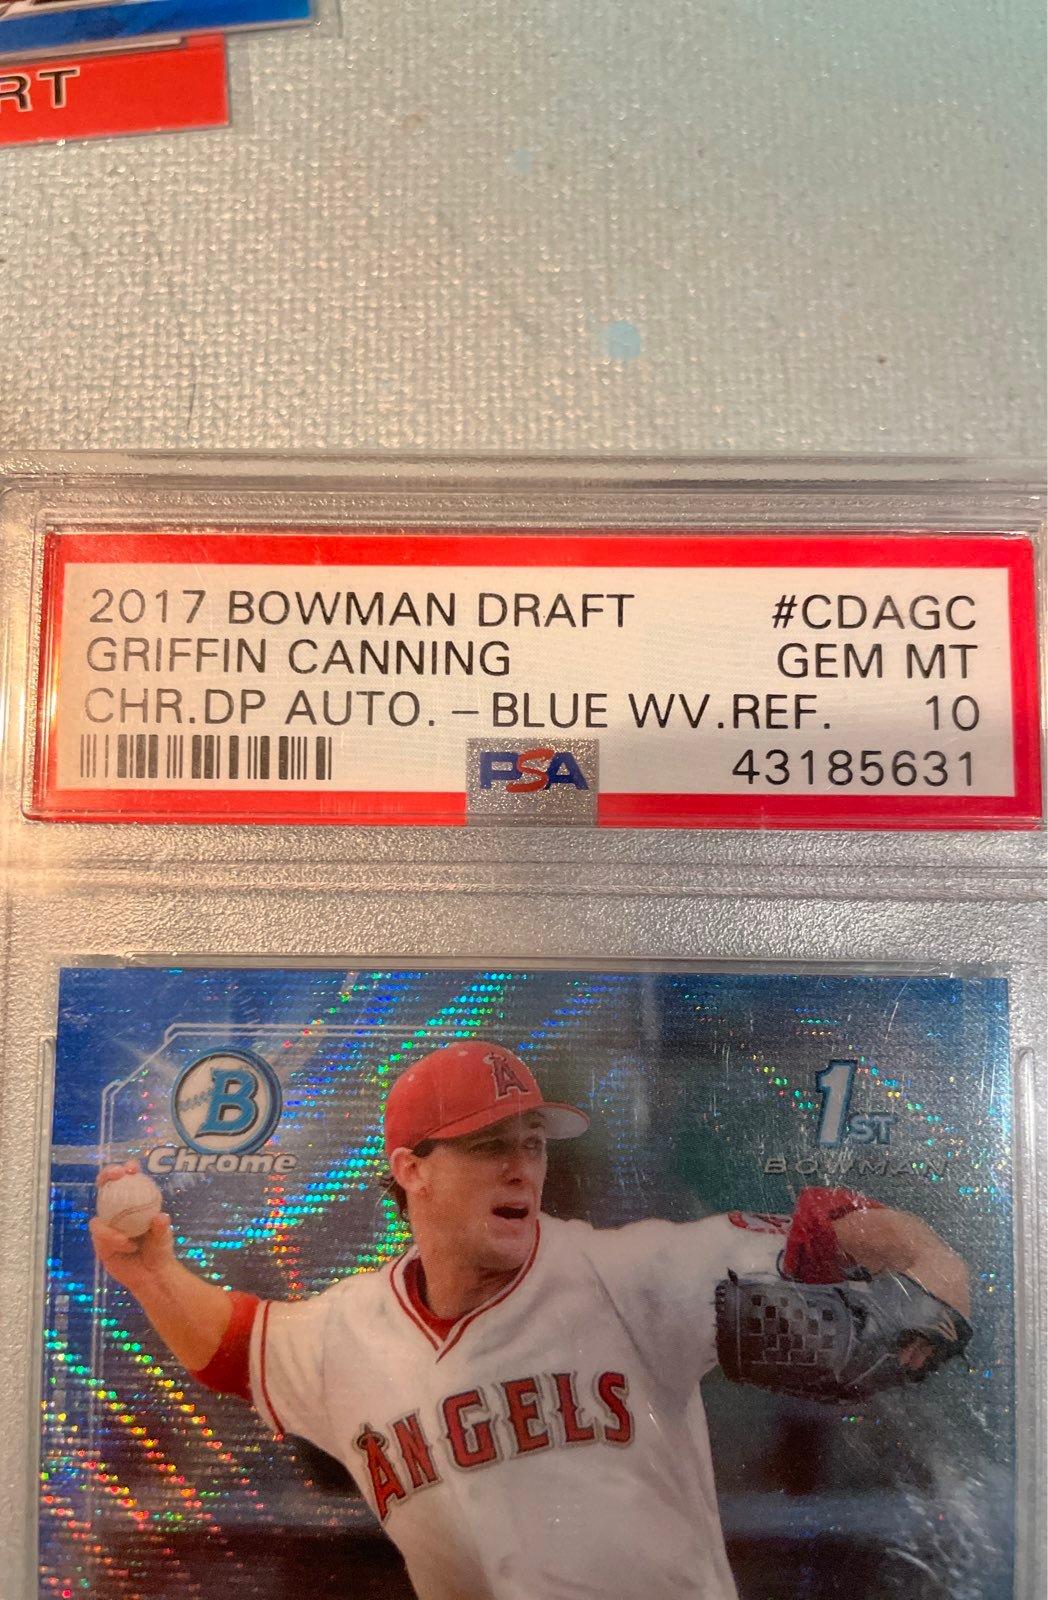 RT
2017 BOWMAN DRAFT #CDAGC
GRIFFIN CANNING GEM MT
CHR.DP AUTO. – BLUE WV.REF. 10
PSA 43185631
B
Chrome
1ST
BOWMAN
A
ANGELS